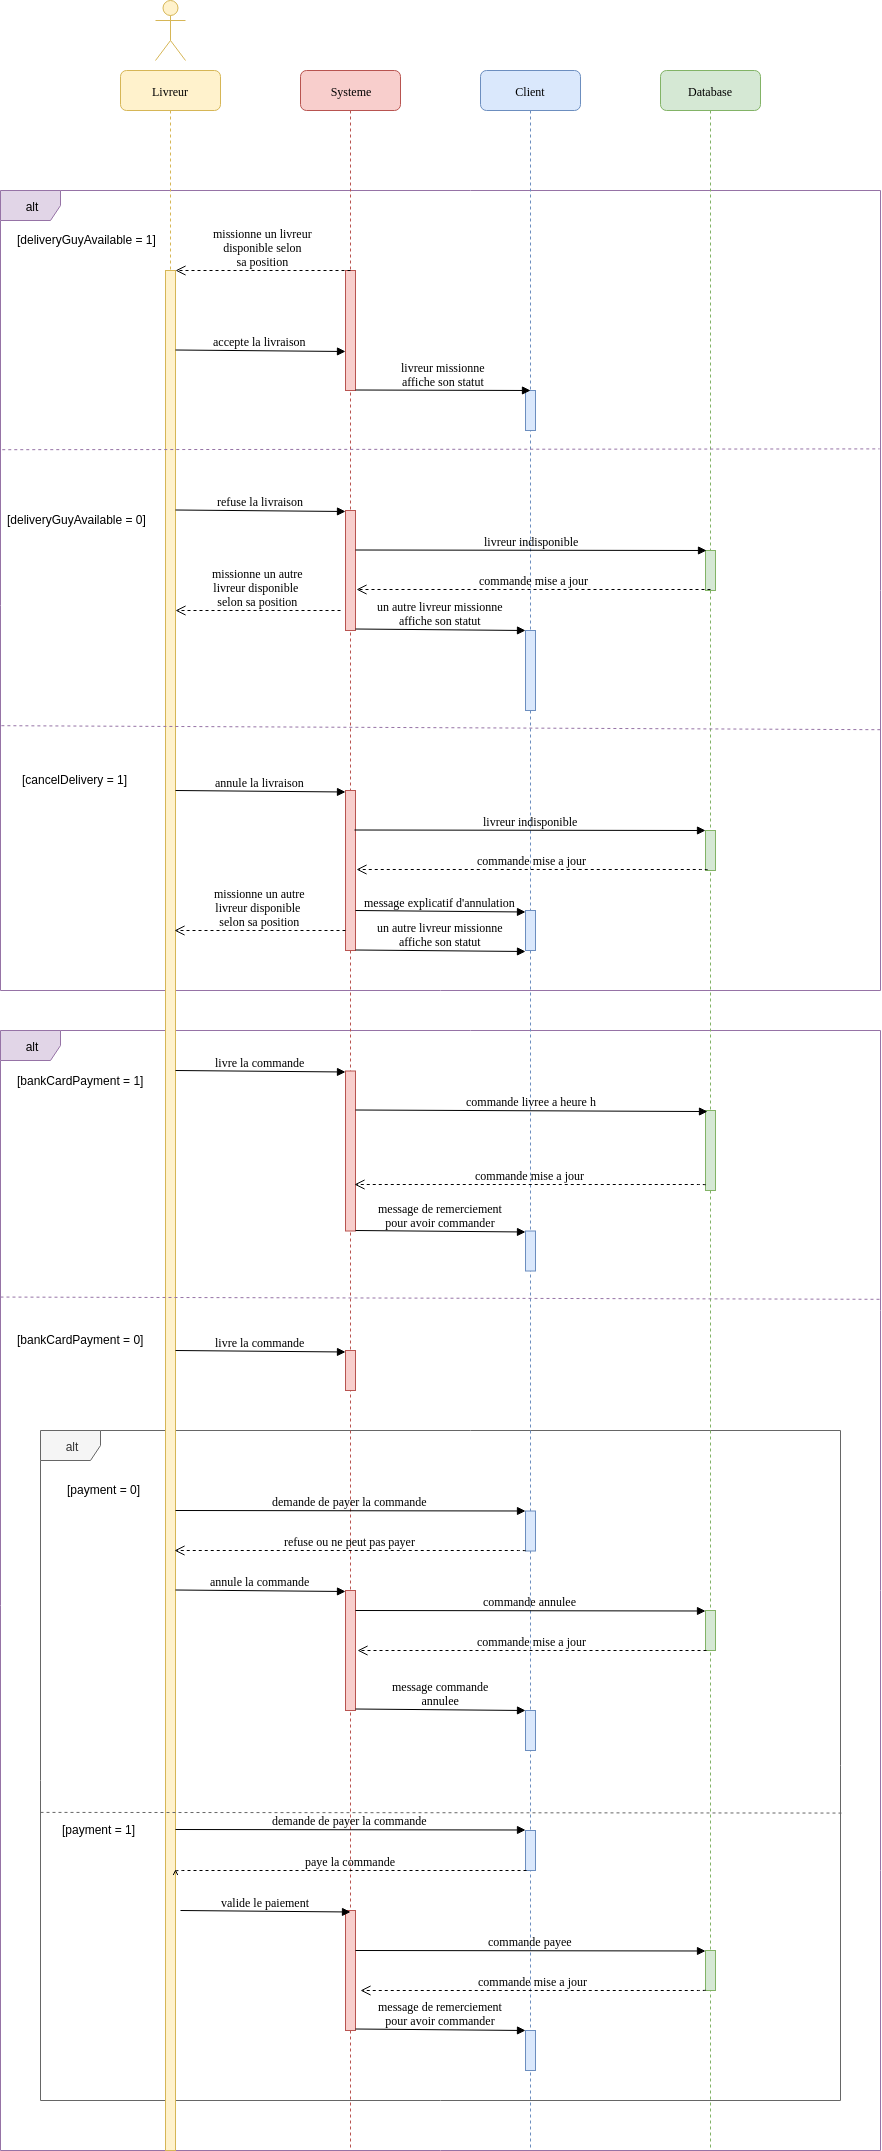 Livreur
Systeme
Client
Database
alt
[deliveryGuyAvailable = 1]
missionne un livreur
disponible selon
sa position
accepte la livraison
livreur missionne
affiche son statut
refuse la livraison
[deliveryGuyAvailable = 0]
livreur indisponible
missionne un autre
livreur disponible
selon sa position
commande mise a jour
un autre livreur missionne
affiche son statut
[cancelDelivery = 1]
annule la livraison
livreur indisponible
commande mise a jour
missionne un autre
livreur disponible
selon sa position
message explicatif d'annulation
un autre livreur missionne
affiche son statut
alt
livre la commande
[bankCardPayment = 1]
commande livree a heure h
commande mise a jour
message de remerciement
pour avoir commander
[bankCardPayment = 0]
livre la commande
alt
[payment = 0]
demande de payer la commande
refuse ou ne peut pas payer
annule la commande
commande annulee
commande mise a jour
message commande
annulee
demande de payer la commande
[payment = 1]
paye la commande
valide le paiement
commande payee
commande mise a jour
message de remerciement
pour avoir commander